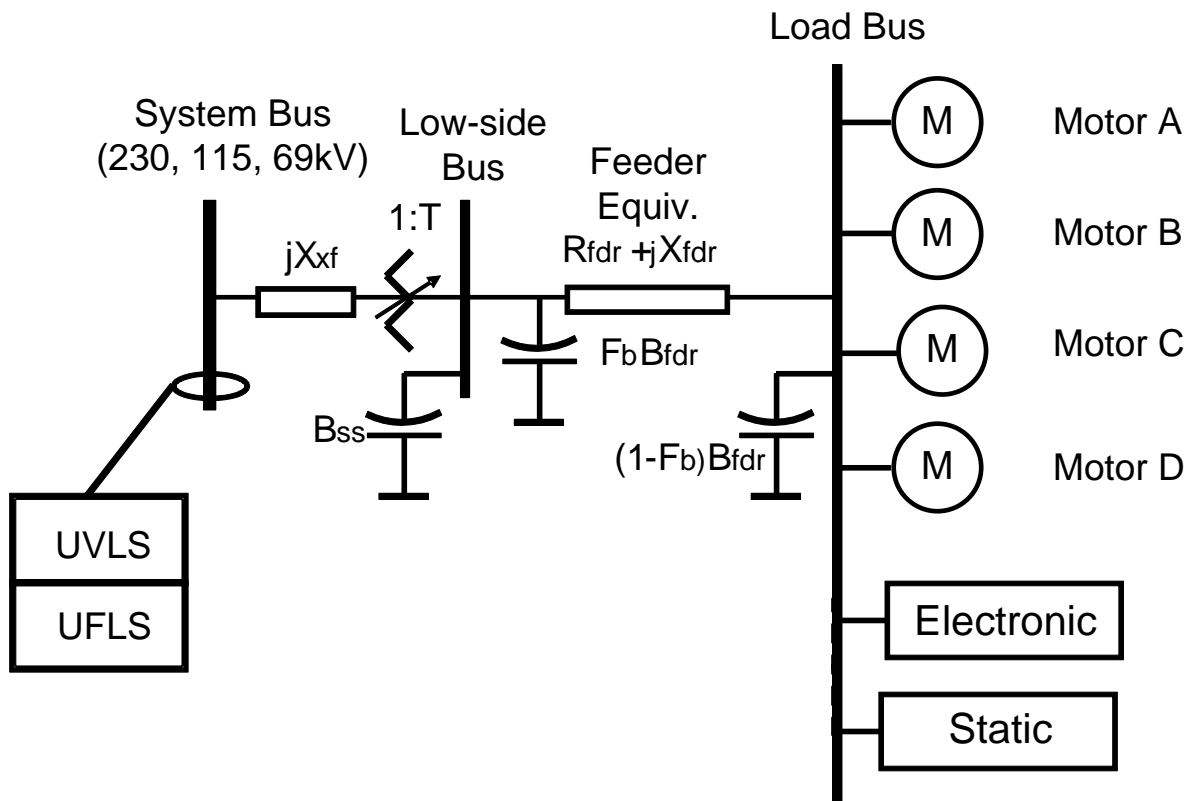 Load Bus
System Bus
(230, 115, 69kV)
Low-side
Bus
Feeder
Equiv.
Rfdr +jXfdr
1:T
jXxf
M
Motor A
M
Motor B
M
Motor C
M
Motor D
FbBfdr
Bss
(1-Fb)Bfdr
UVLS
UFLS
Electronic
Static